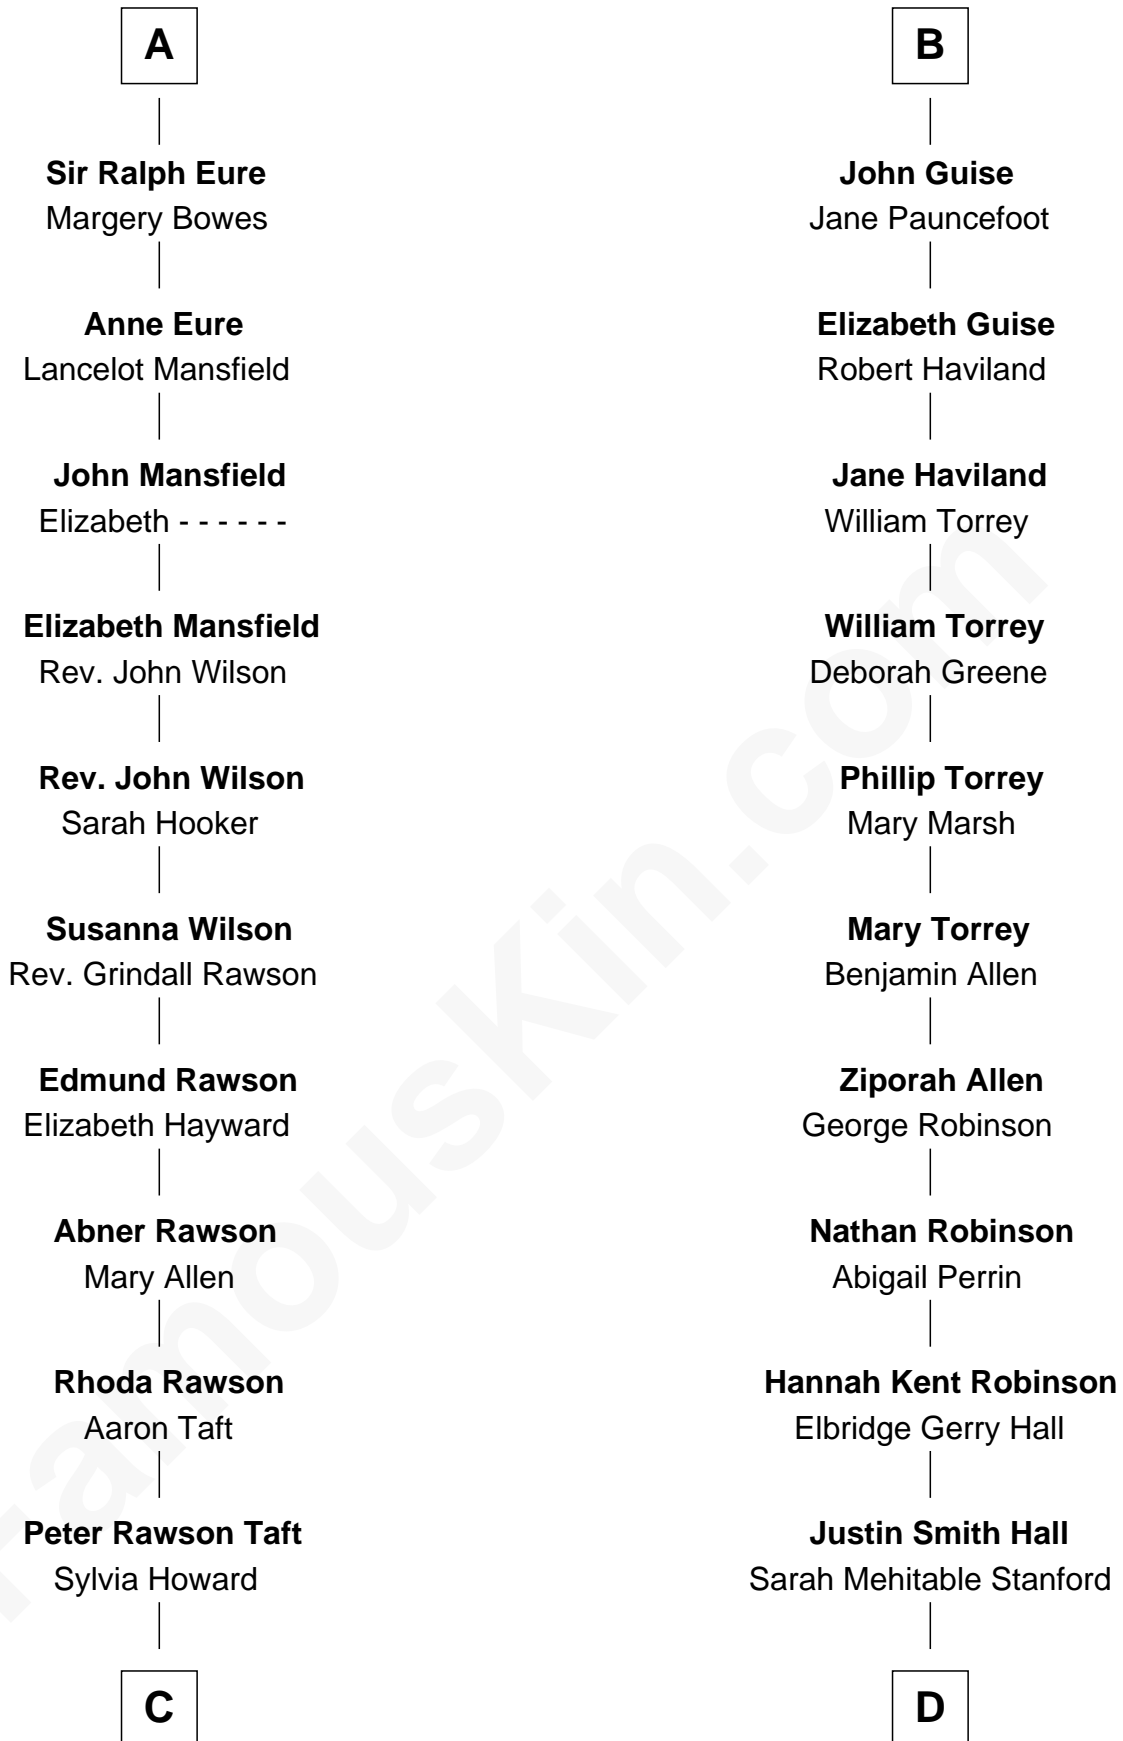 A
Sir Ralph Eure
Margery Bowes
Anne Eure
Lancelot Mansfield
John Mansfield
Elizabeth - - - - - -
Elizabeth Mansfield
Rev. John Wilson
Rev. John Wilson
Sarah Hooker
Susanna Wilson
Rev. Grindall Rawson
Edmund Rawson
Elizabeth Hayward
Abner Rawson
Mary Allen
Rhoda Rawson
Aaron Taft
Peter Rawson Taft
Sylvia Howard
C
B
John Guise
Jane Pauncefoot
Elizabeth Guise
Robert Haviland
Jane Haviland
William Torrey
William Torrey
Deborah Greene
Phillip Torrey
Mary Marsh
Mary Torrey
Benjamin Allen
Ziporah Allen
George Robinson
Nathan Robinson
Abigail Perrin
Hannah Kent Robinson
Elbridge Gerry Hall
Justin Smith Hall
Sarah Mehitable Stanford
D
FamousKin.com